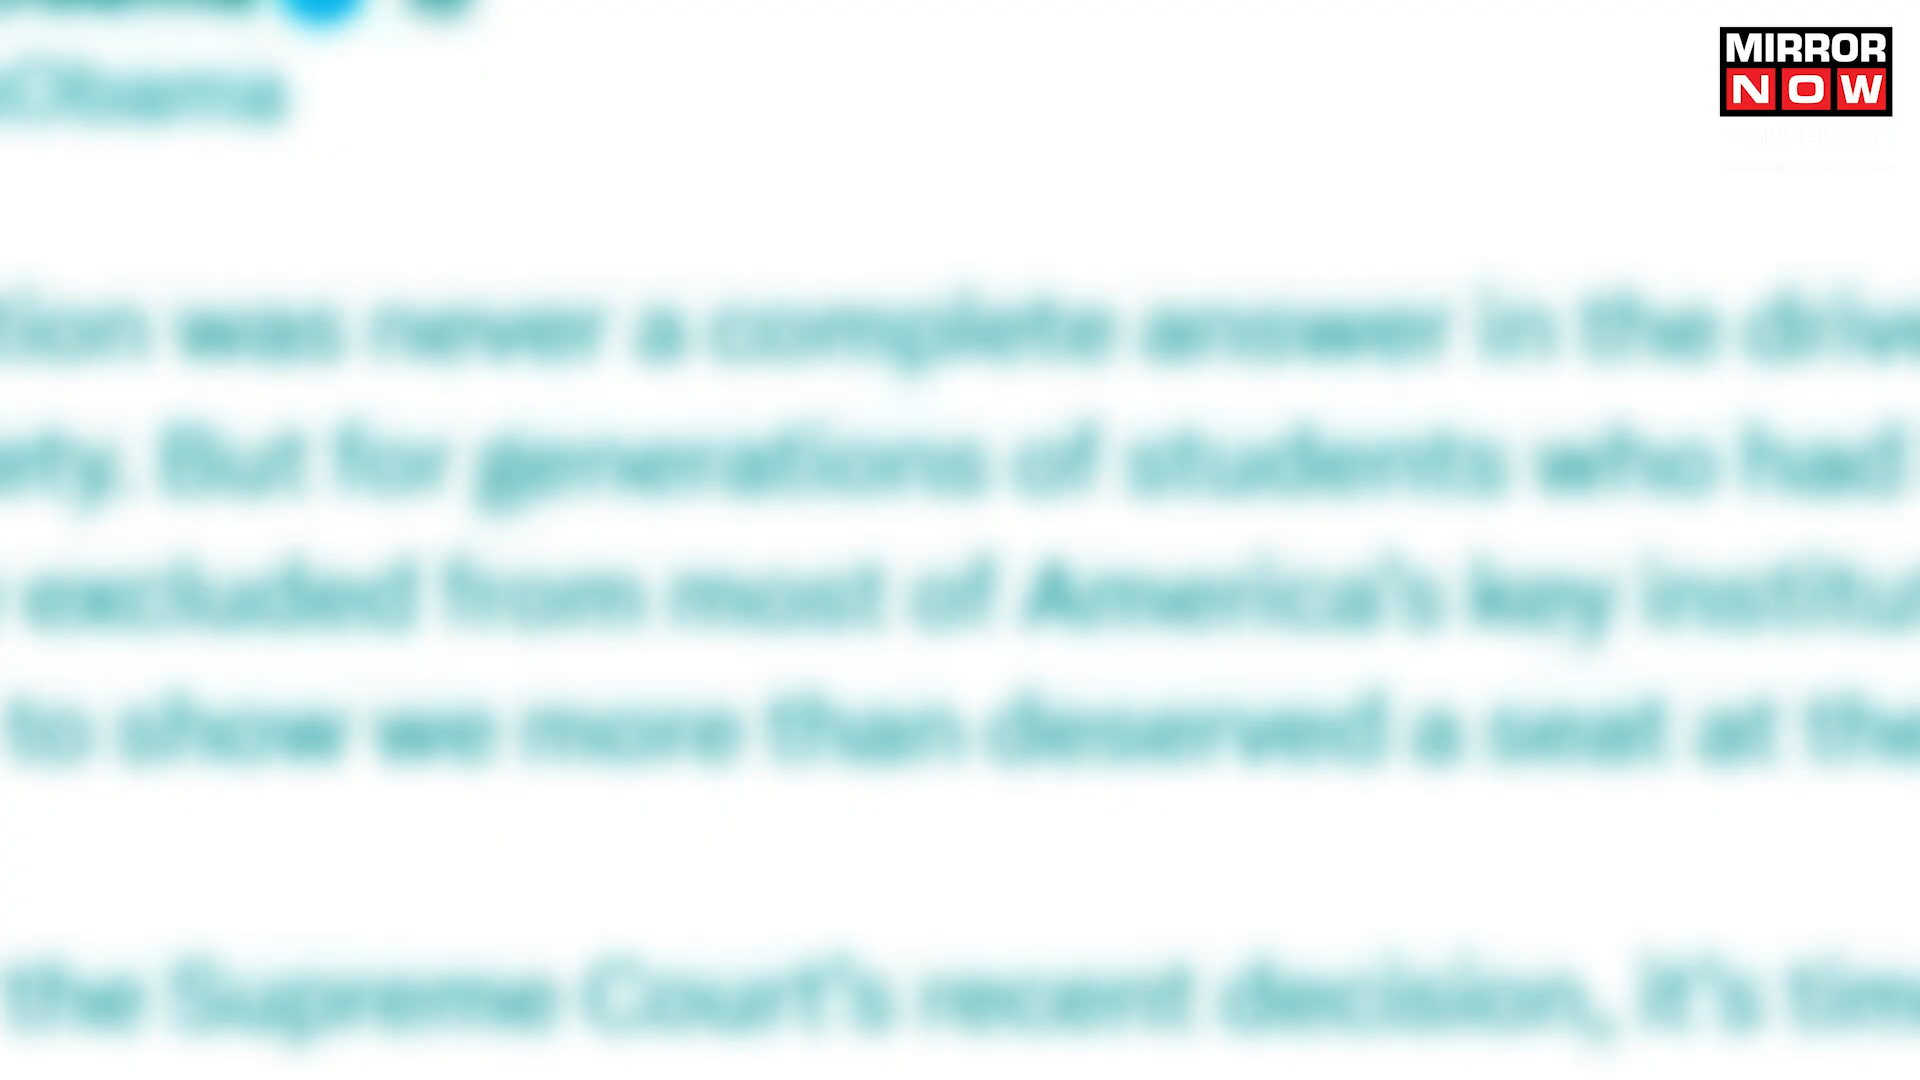 MIRROR
NOW
Obama
tion was never a complete answer in the drive
ety. But for generations of students who had
excluded from most of America's key institut
to show we more than deserved a seat at the
the Supreme Court's recent decision, it's tim